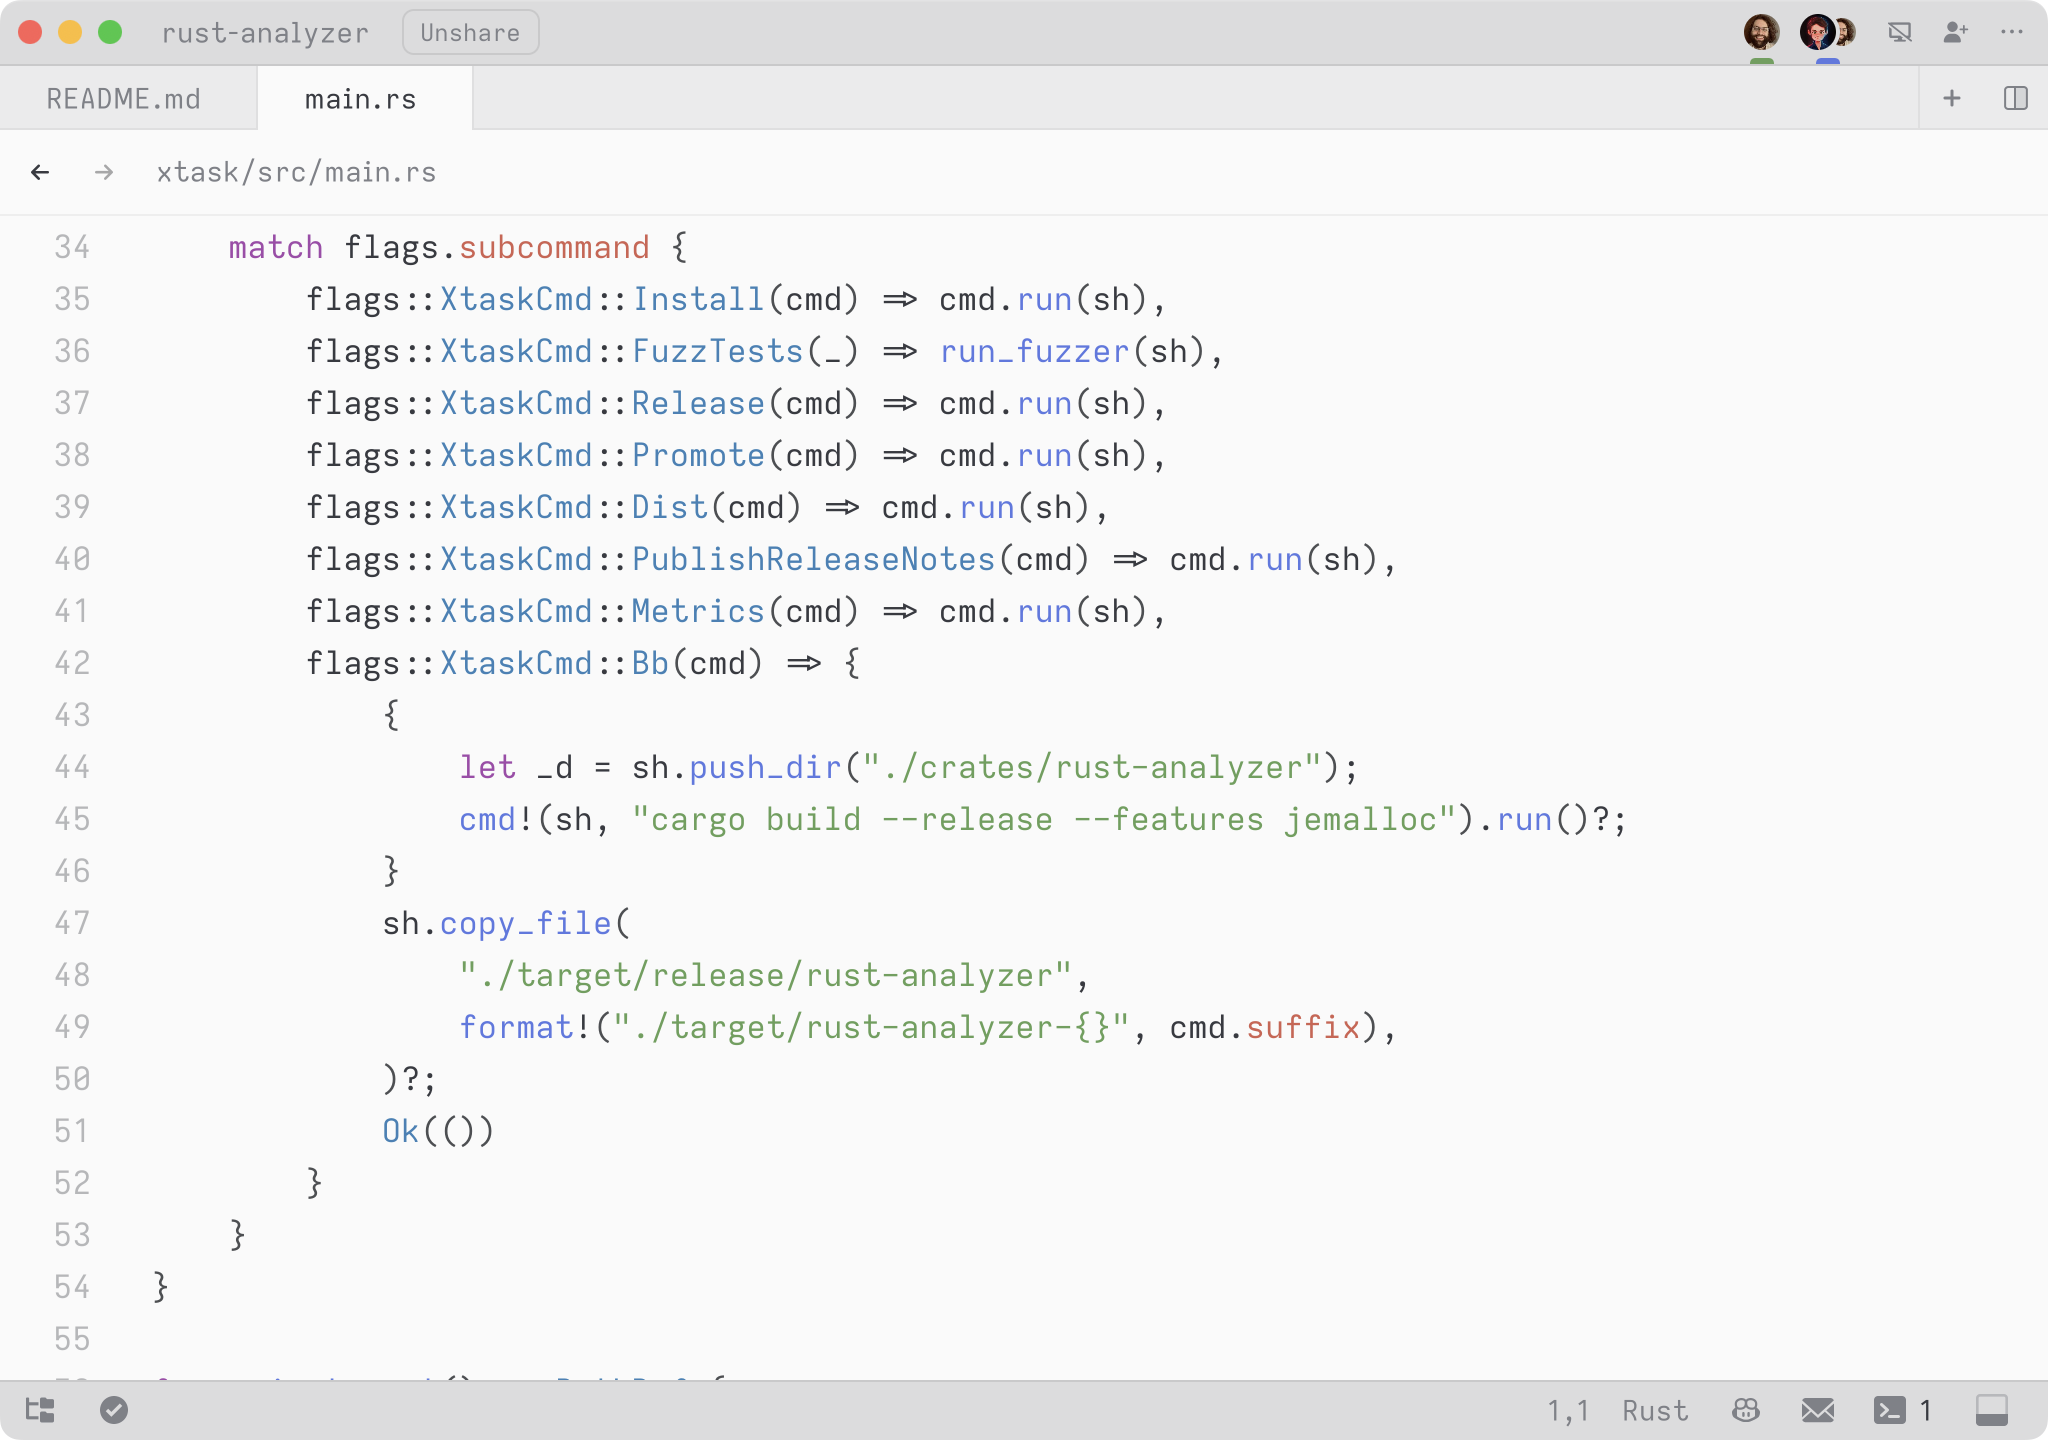 rust-analyzer Unshare
README.md main.rs
xtask/src/main.rs
34 match flags.subcommand {
35 flags::XtaskCmd::Install(cmd) => cmd.run(sh),
36 flags::XtaskCmd::FuzzTests(_) => run_fuzzer(sh),
37 flags::XtaskCmd::Release(cmd) => cmd.run(sh),
38 flags::XtaskCmd::Promote(cmd) => cmd.run(sh),
39 flags::XtaskCmd::Dist(cmd) => cmd.run(sh),
40 flags::XtaskCmd::PublishReleaseNotes(cmd) => cmd.run(sh),
41 flags::XtaskCmd::Metrics(cmd) => cmd.run(sh),
42 flags::XtaskCmd::Bb(cmd) => {
43 {
44 let _d = sh.push_dir("./crates/rust-analyzer");
45 cmd!(sh, "cargo build --release --features jemalloc").run()?;
46 }
47 sh.copy_file(
48 "./target/release/rust-analyzer",
49 format!("./target/rust-analyzer-{}", cmd.suffix),
50 )?;
51 Ok(())
52 }
53 }
54 }
55
1,1 Rust 1